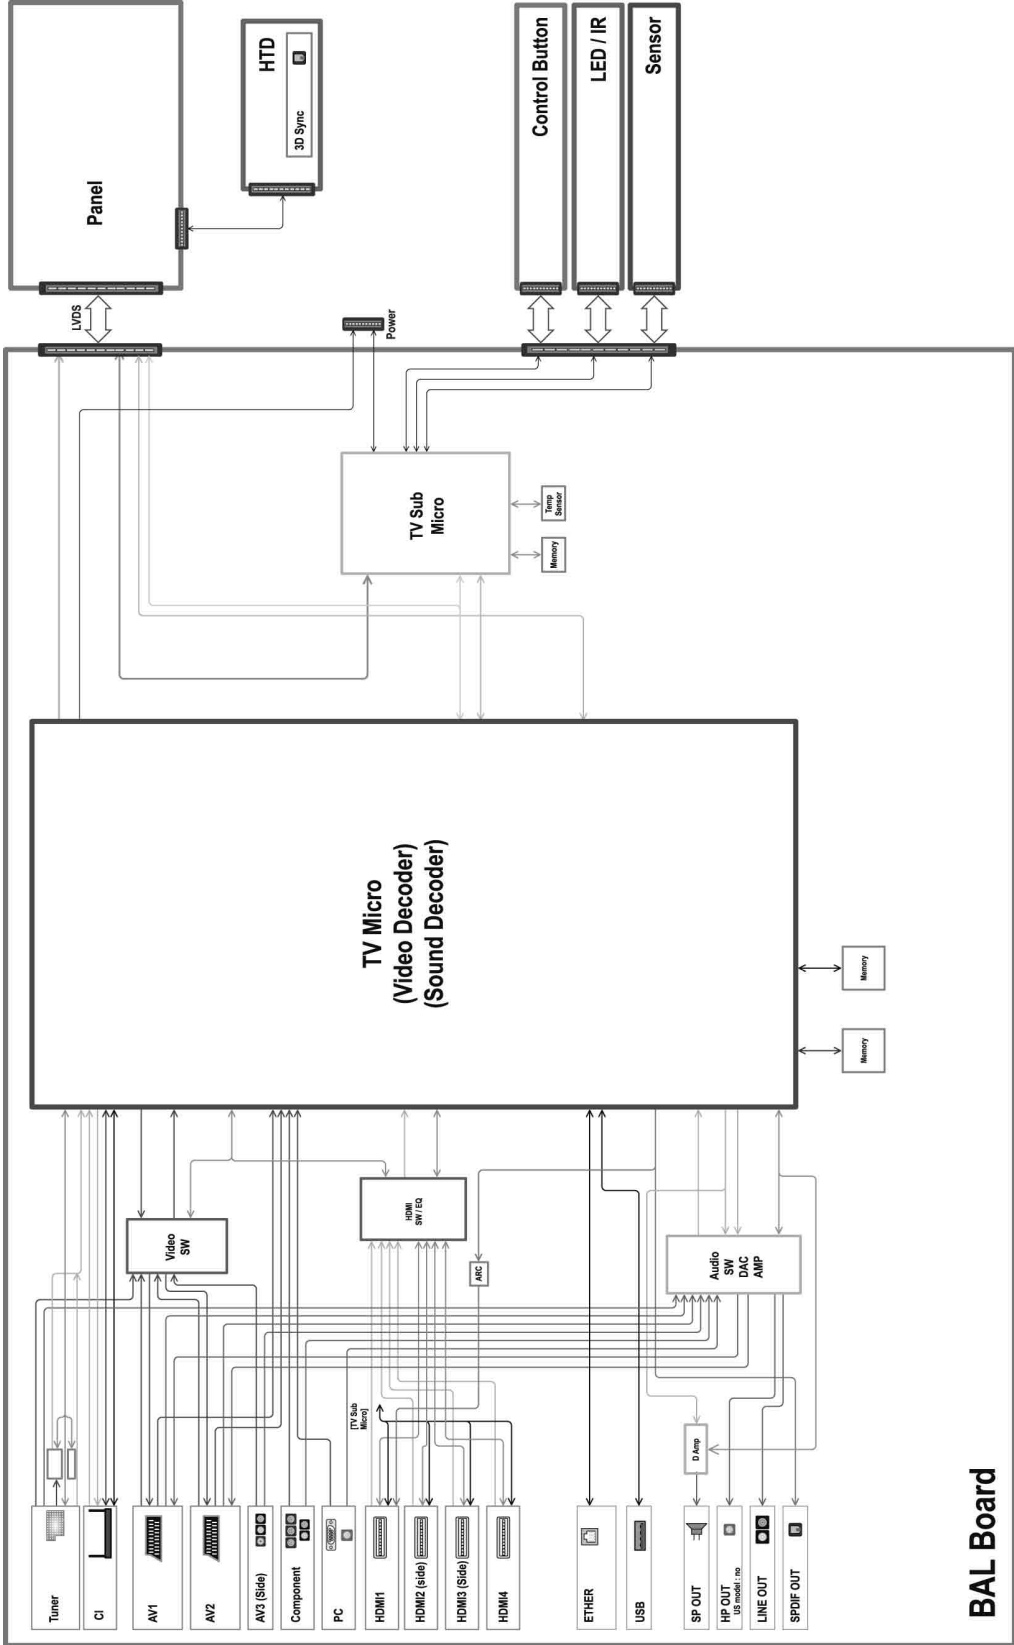 Tuner
CI
AV1
AV2
AV3 (Side)
Component
PC
HDMI1
HDMI2 (side)
HDMI3 (Side)
HDMI4
ETHER
USB
SP OUT
HP OUT
US model : no
LINE OUT
SPDIF OUT
[TV Sub
Micro]
D Amp
Video
SW
HDMI
SW / EQ
ARC
Audio
SW
DAC
AMP
TV Micro
(Video Decoder)
(Sound Decoder)
Memory
Memory
TV Sub
Micro
Memory
Temp
Sensor
LVDS
Power
Panel
HTD
3D Sync
Control Button
LED / IR
Sensor
BAL Board